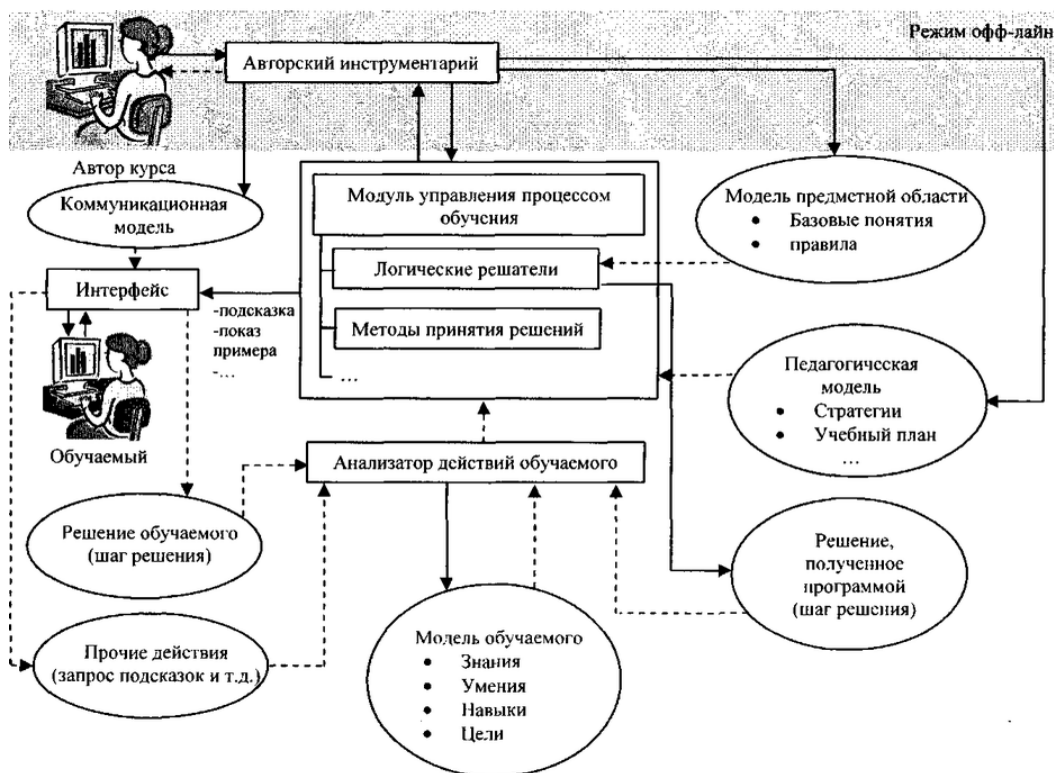 Режим офф-лайн
Авторский инструментарий
Автор курса
Коммуникационная
модель
Модуль управления процессом
обучения
Логические решатели
Методы принятия решений
...
Модель предметной области
• Базовые понятия
• правила
Интерфейс
-подсказка
-показ
примера
-...
Обучаемый
Педагогическая
модель
• Стратегии
• Учебный план
...
Анализатор действий обучаемого
Решение обучаемого
(шаг решения)
Решение,
полученное
программой
(шаг решения)
Прочие действия
(запрос подсказок и т.д.)
Модель обучаемого
• Знания
• Умения
• Навыки
• Цели